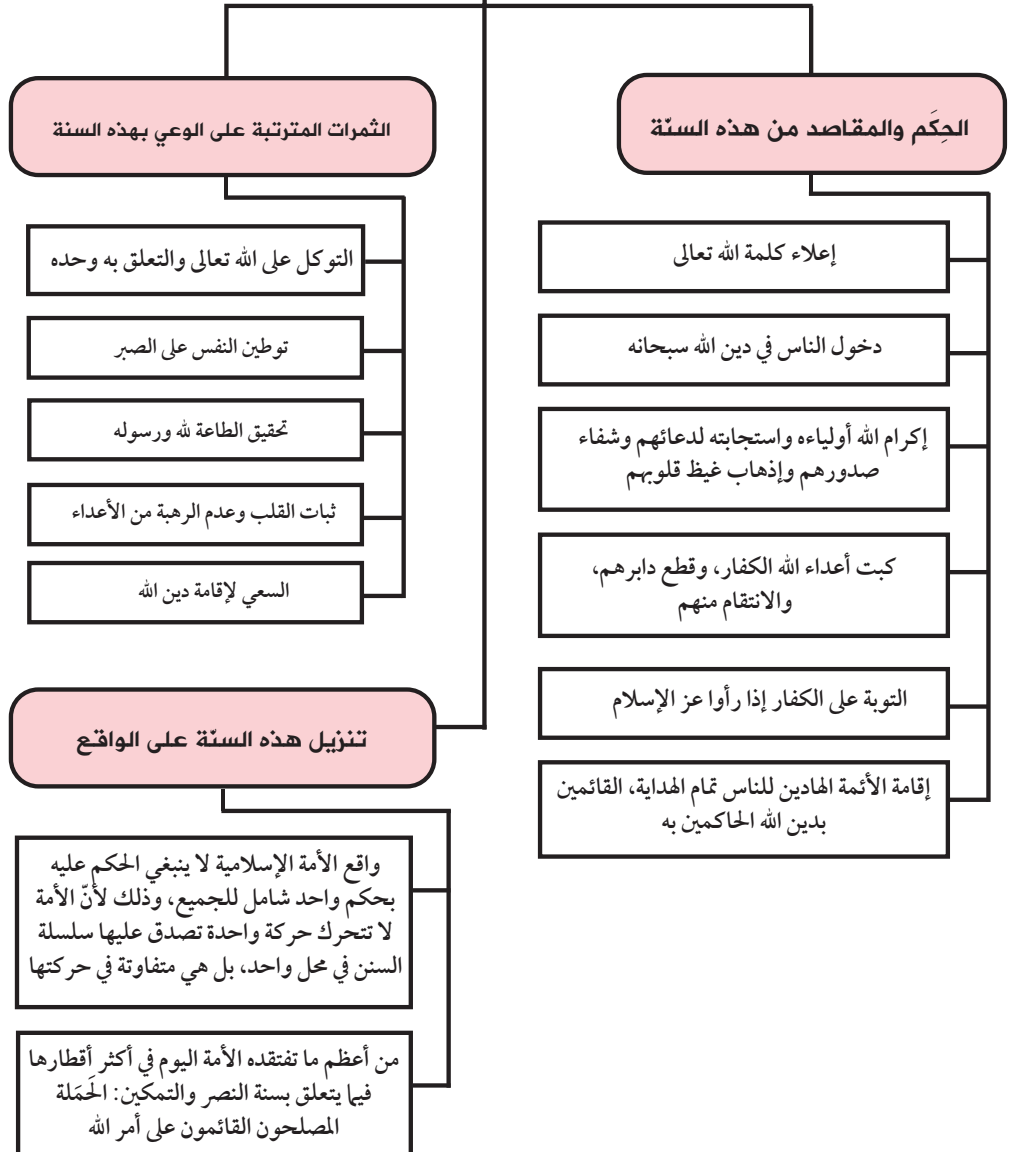 الحِكَم والمقاصد من هذه السنّة
إعلاء كلمة الله تعالى
دخول الناس في دين الله سبحانه
إكرام الله أولياءه واستجابته لدعائهم وشفاء
صدورهم وإذهاب غيظ قلوبهم
كبت أعداء الله الكفار، وقطع دابرهم،
والانتقام منهم
التوبة على الكفار إذا رأوا عز الإسلام
إقامة الأئمة الهادين للناس تمام الهداية، القائمين
بدين الله الحاكمين به
الثمرات المترتبة على الوعي بهذه السنة
التوكل على الله تعالى والتعلق به وحده
توطين النفس على الصبر
تحقيق الطاعة لله ورسوله
ثبات القلب وعدم الرهبة من الأعداء
السعي لإقامة دين الله
تنزيل هذه السنّة على الواقع
واقع الأمة الإسلامية لا ينبغي الحكم عليه
بحكم واحد شامل للجميع، وذلك لأنّ الأمة
لا تتحرك حركة واحدة تصدق عليها سلسلة
السنن في محل واحد، بل هي متفاوتة في حركتها
من أعظم ما تفتقده الأمة اليوم في أكثر أقطارها
فيما يتعلق بسنة النصر والتمكين: الحَمَلة
المصلحون القائمون على أمر الله